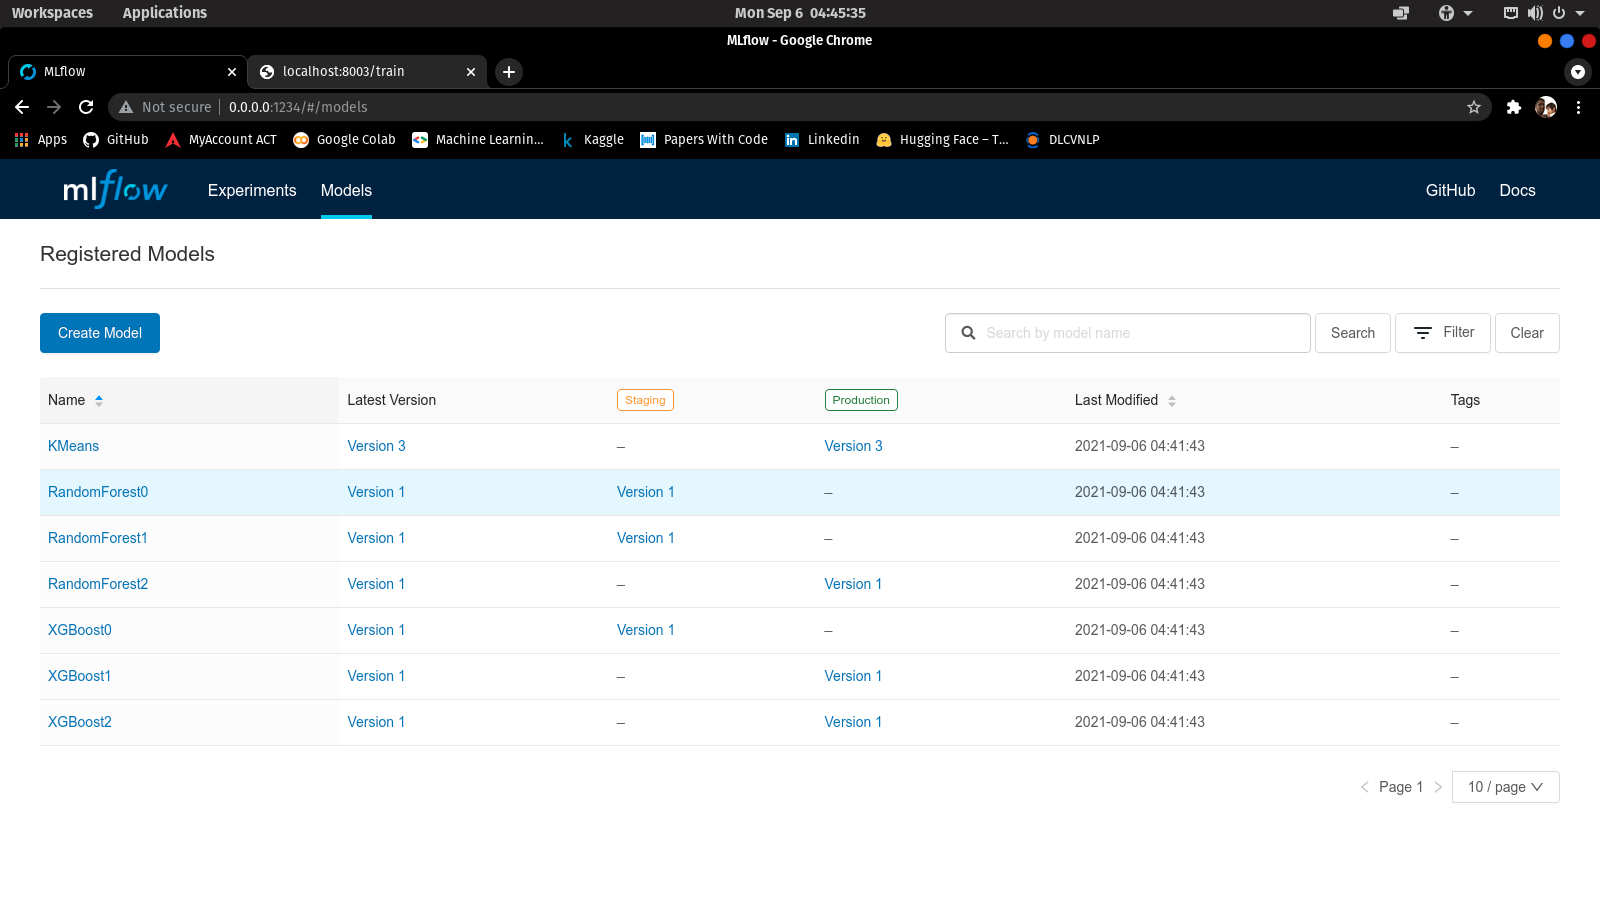 Workspaces Applications Mon Sep 6 04:45:35
MLflow - Google Chrome
MLflow localhost:8003/train
Not secure 0.0.0.0:1234/#/models
Apps GitHub MyAccount ACT Google Colab Machine Learnin... Kaggle Papers With Code Linkedin Hugging Face – T... DLCVNLP
mlflow Experiments Models GitHub Docs
Registered Models
Create Model Search by model name Search Filter Clear
Name Latest Version Staging Production Last Modified Tags
KMeans Version 3 – Version 3 2021-09-06 04:41:43 –
RandomForest0 Version 1 Version 1 – 2021-09-06 04:41:43 –
RandomForest1 Version 1 Version 1 – 2021-09-06 04:41:43 –
RandomForest2 Version 1 – Version 1 2021-09-06 04:41:43 –
XGBoost0 Version 1 Version 1 – 2021-09-06 04:41:43 –
XGBoost1 Version 1 – Version 1 2021-09-06 04:41:43 –
XGBoost2 Version 1 – Version 1 2021-09-06 04:41:43 –
Page 1 10 / page